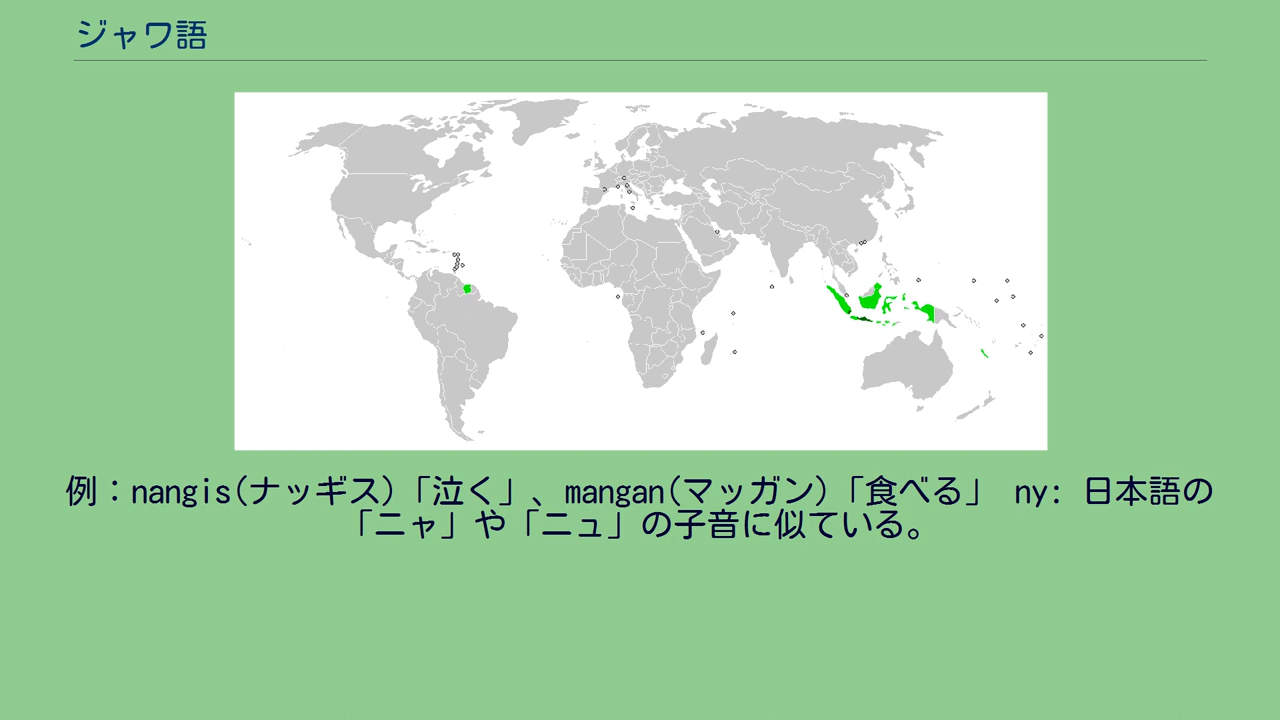 ジャワ語
例：nangis(ナッギス)「泣く」、mangan(マッガン)「食べる」 ny: 日本語の
「ニャ」や「ニュ」の子音に似ている。